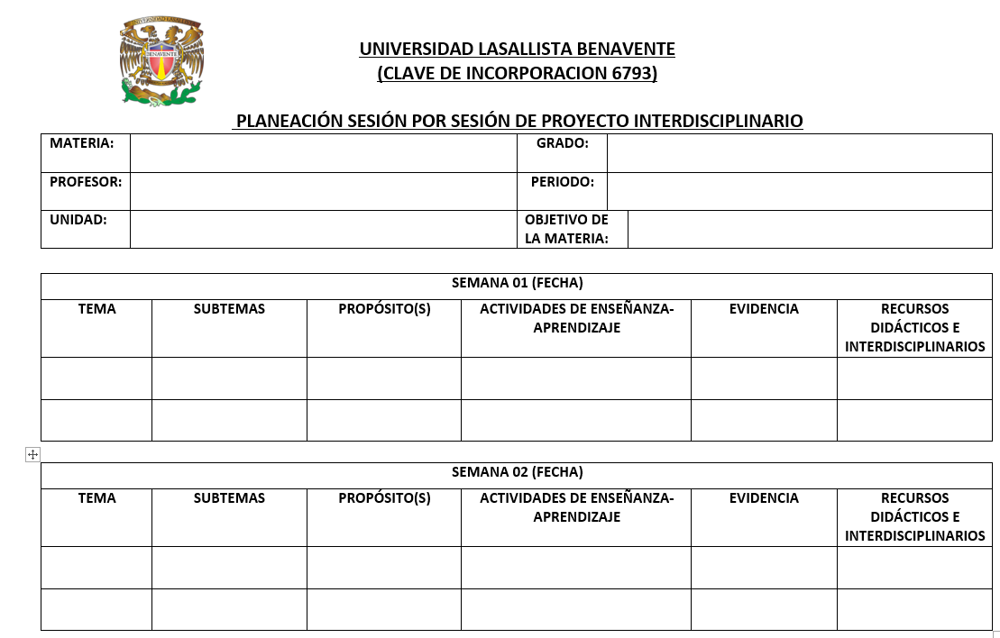 BENAVENTE
UNIVERSIDAD LASALLISTA BENAVENTE
(CLAVE DE INCORPORACION 6793)
PLANEACIÓN SESIÓN POR SESIÓN DE PROYECTO INTERDISCIPLINARIO
MATERIA: GRADO:
PROFESOR: PERIODO:
UNIDAD: OBJETIVO DE
LA MATERIA:
SEMANA 01 (FECHA)
TEMA SUBTEMAS PROPÓSITO(S) ACTIVIDADES DE ENSEÑANZA- EVIDENCIA RECURSOS
APRENDIZAJE DIDÁCTICOS E
INTERDISCIPLINARIOS
SEMANA 02 (FECHA)
TEMA SUBTEMAS PROPÓSITO(S) ACTIVIDADES DE ENSEÑANZA- EVIDENCIA RECURSOS
APRENDIZAJE DIDÁCTICOS E
INTERDISCIPLINARIOS